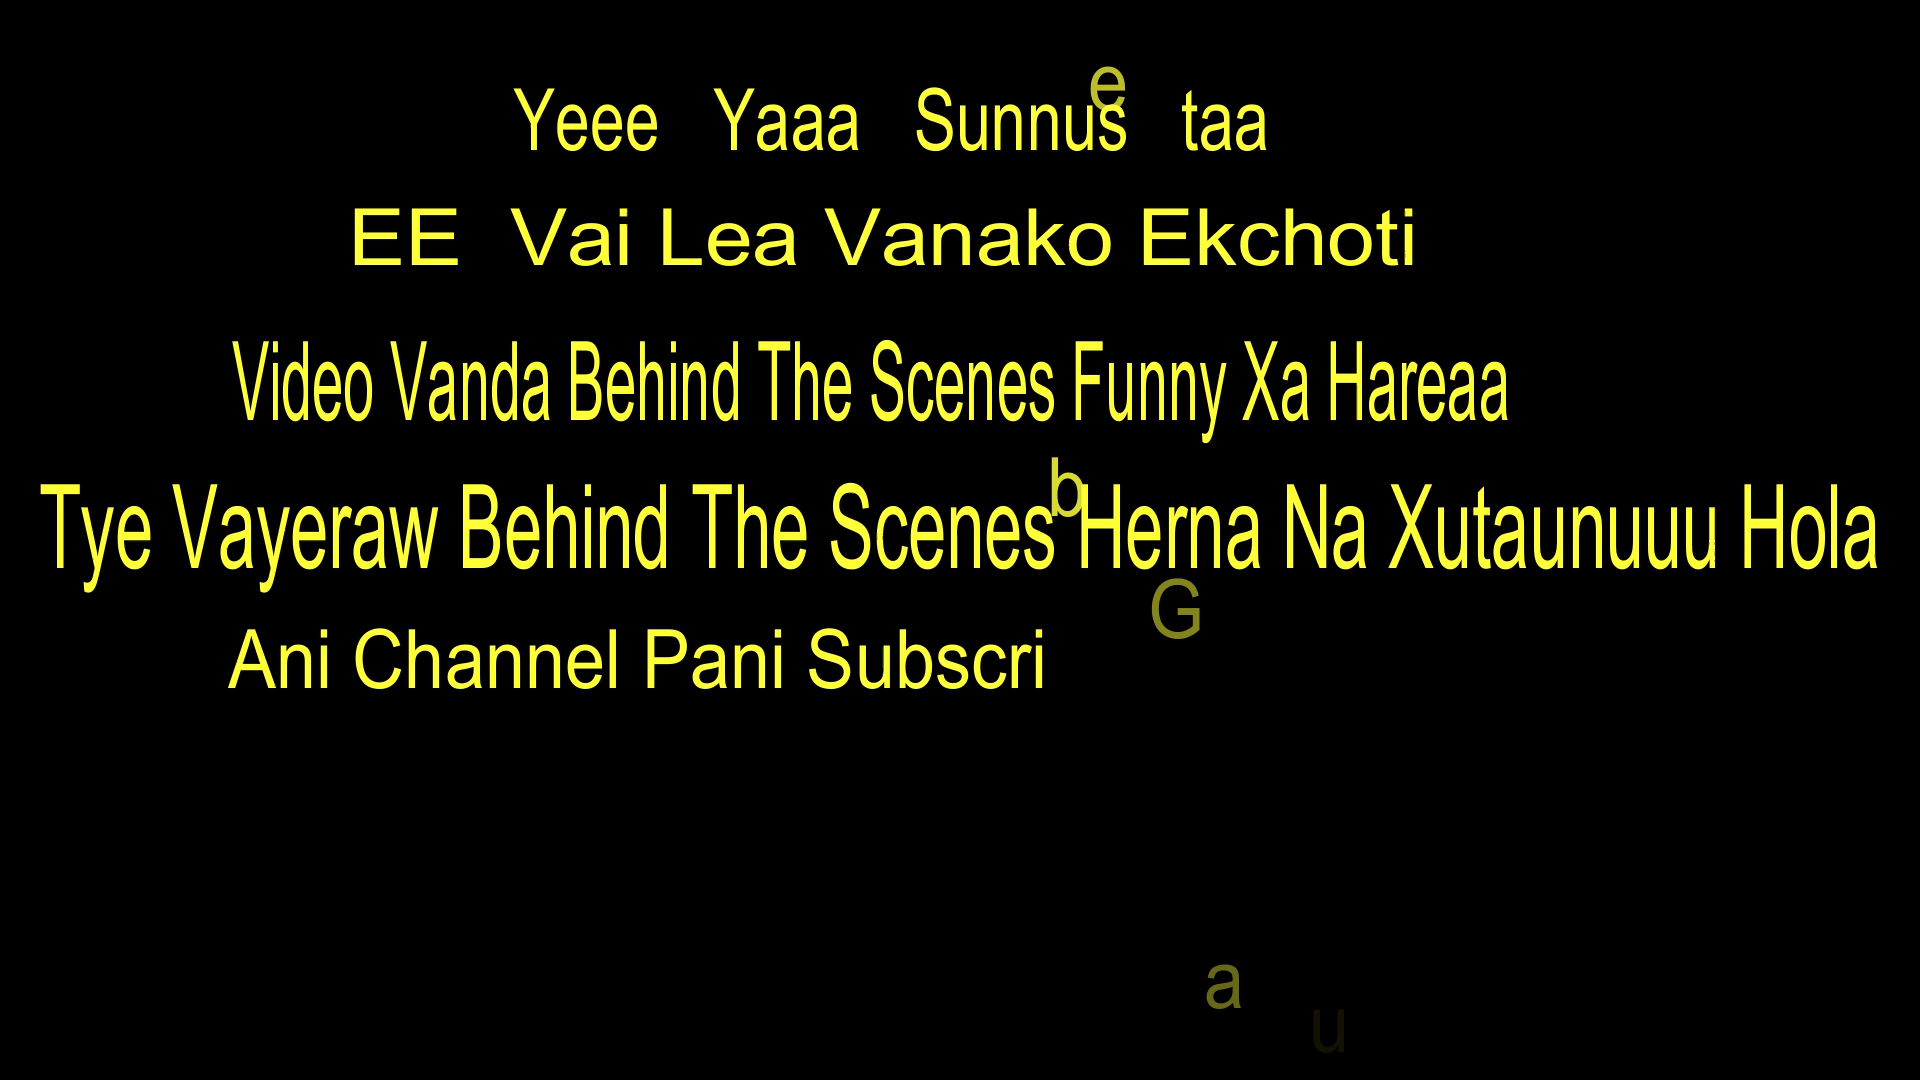 Yeee Yaaa Sunnus taa
e
EE Vai Lea Vanako Ekchoti
Video Vanda Behind The Scenes Funny Xa Hareaa
b
Tye Vayeraw Behind The Scenes Herna Na Xutaunuuu Hola
G
Ani Channel Pani Subscri
a
u